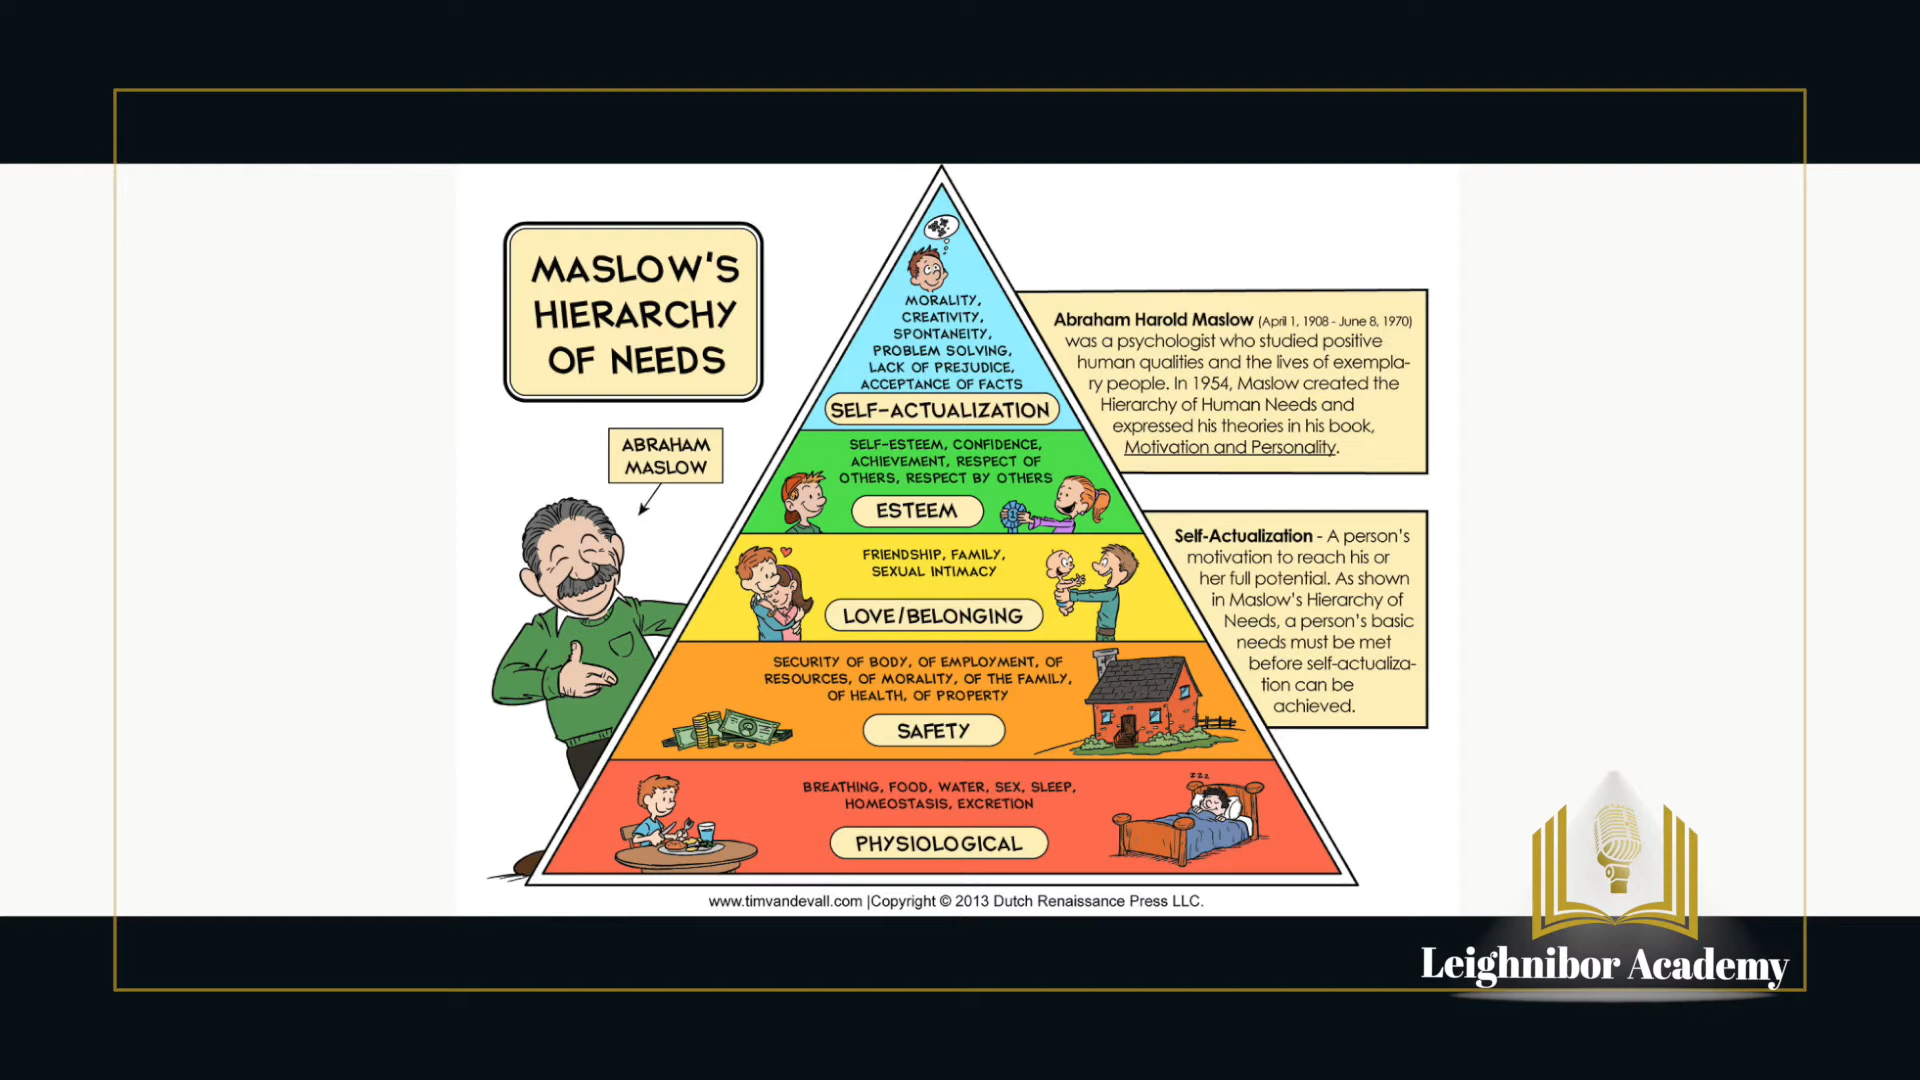 MASLOW'S
HIERARCHY
OF NEEDS
ABRAHAM
MASLOW
MORALITY,
CREATIVITY,
SPONTANEITY,
PROBLEM SOLVING,
LACK OF PREJUDICE,
ACCEPTANCE OF FACTS
SELF-ACTUALIZATION
SELF-ESTEEM, CONFIDENCE,
ACHIEVEMENT, RESPECT OF
OTHERS, RESPECT BY OTHERS
ESTEEM
1
FRIENDSHIP, FAMILY,
SEXUAL INTIMACY
LOVE/BELONGING
SECURITY OF BODY, OF EMPLOYMENT, OF
RESOURCES, OF MORALITY, OF THE FAMILY,
OF HEALTH, OF PROPERTY
SAFETY
BREATHING, FOOD, WATER, SEX, SLEEP,
HOMEOSTASIS, EXCRETION
PHYSIOLOGICAL
ZZZ
Abraham Harold Maslow (April 1, 1908 - June 8, 1970)
was a psychologist who studied positive
human qualities and the lives of exempla-
ry people. In 1954, Maslow created the
Hierarchy of Human Needs and
expressed his theories in his book,
Motivation and Personality.
Self-Actualization - A person's
motivation to reach his or
her full potential. As shown
in Maslow's Hierarchy of
Needs, a person's basic
needs must be met
before self-actualiza-
tion can be
achieved.
www.timvandevall.com |Copyright © 2013 Dutch Renaissance Press LLC.
Leighnibor Academy